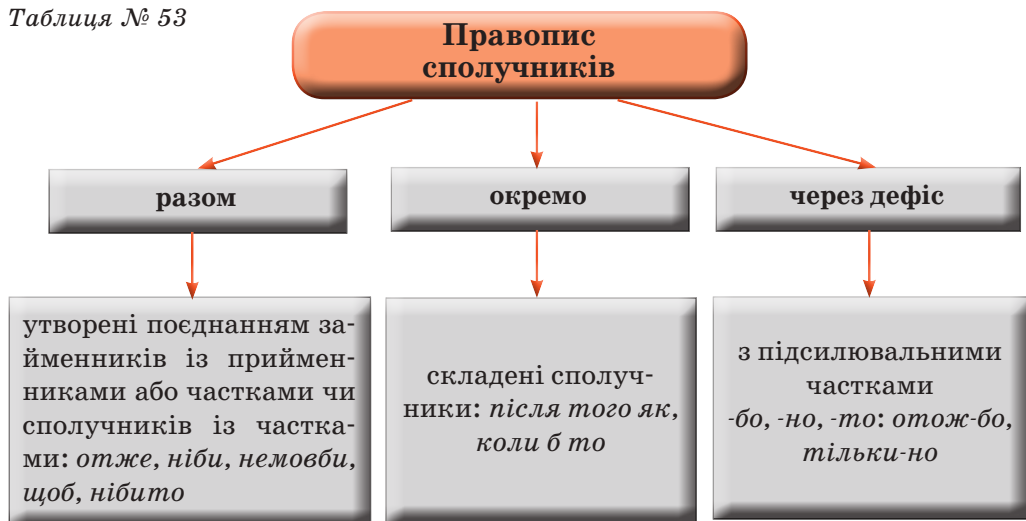 Таблиця № 53
Правопис
сполучників
разом
окремо
через дефіс
утворені поєднанням за-
йменників із приймен-
никами або частками чи
сполучників із частка-
ми: отже, ніби, немовби,
щоб, нібито
складені сполуч-
ники: після того як,
коли б то
з підсилювальними
частками
-бо, -но, -то: отож-бо,
тільки-но